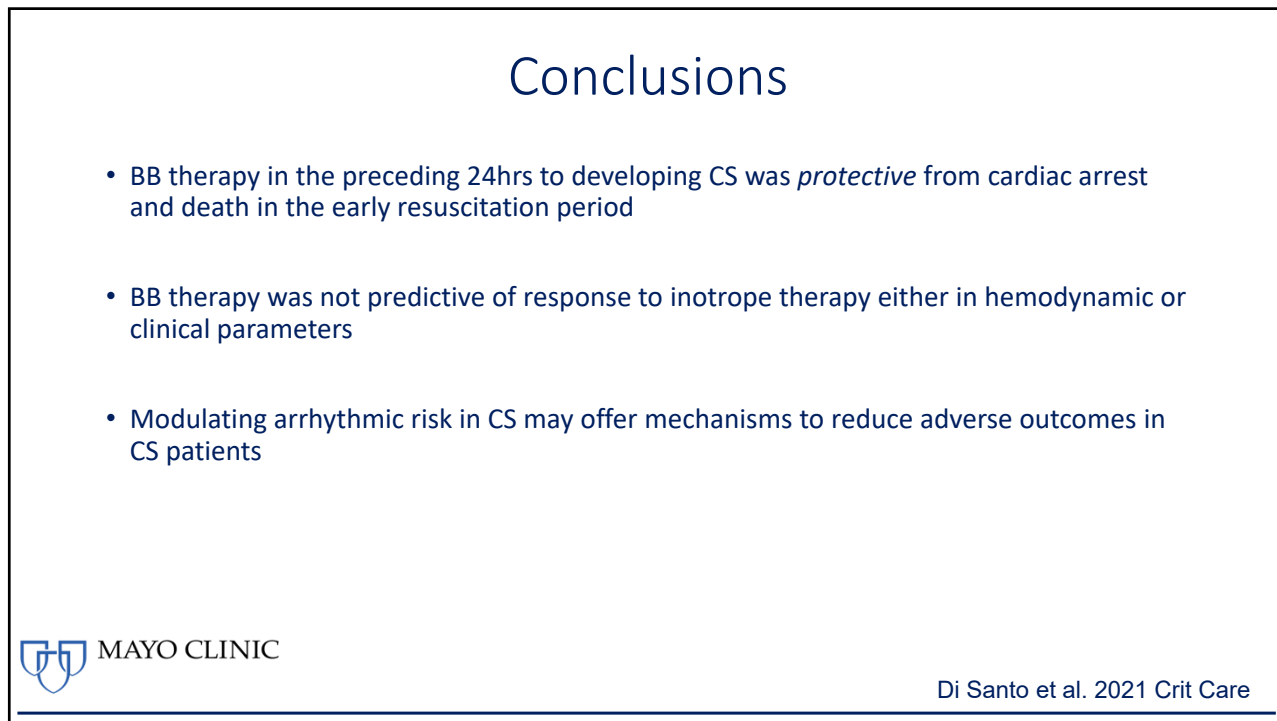 Conclusions
• BB therapy in the preceding 24hrs to developing CS was protective from cardiac arrest
and death in the early resuscitation period
• BB therapy was not predictive of response to inotrope therapy either in hemodynamic or
clinical parameters
• Modulating arrhythmic risk in CS may offer mechanisms to reduce adverse outcomes in
CS patients
MAYO CLINIC
Di Santo et al. 2021 Crit Care